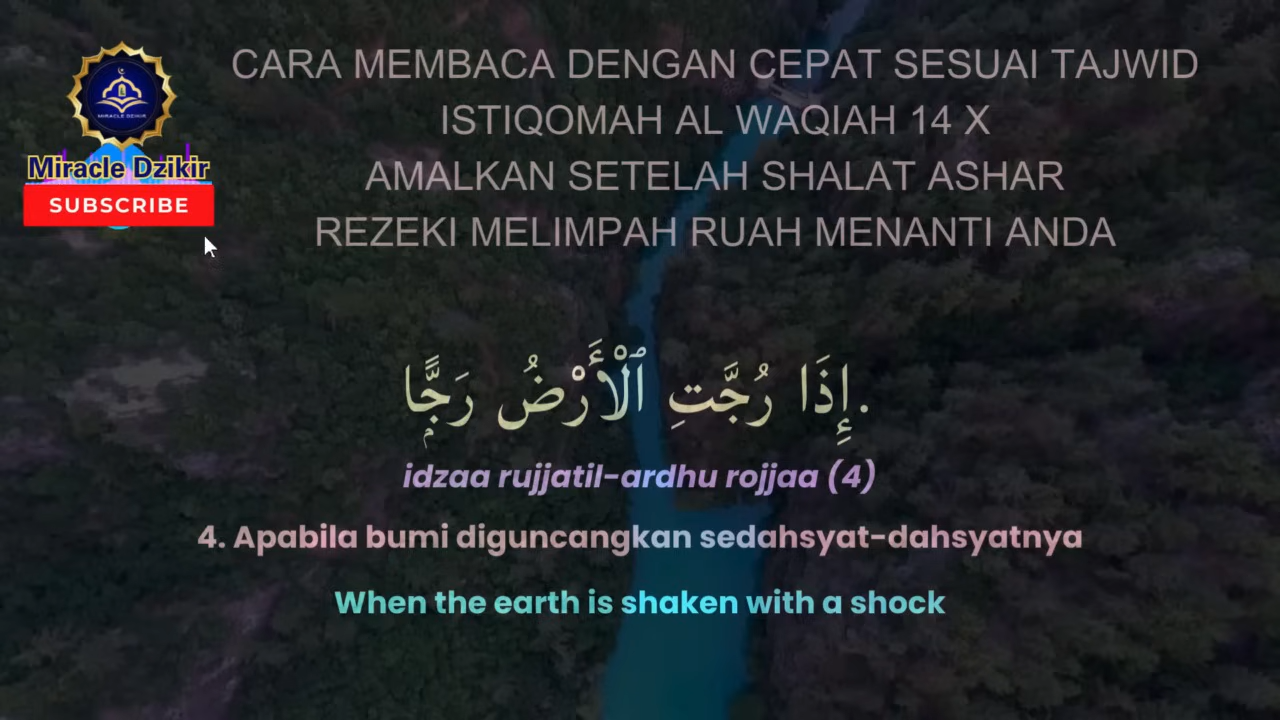 CARA MEMBACA DENGAN CEPAT SESUAI TAJWID
ISTIQOMAH AL WAQIAH 14 X
AMALKAN SETELAH SHALAT ASHAR
REZEKI MELIMPAH RUAH MENANTI ANDA
MIRACLE DZIKIR
Miracle Dzikir
SUBSCRIBE
إِذَا رُجَّتِ ٱلْأَرْضُ رَجًّۭا.
idzaa rujjatil-ardhu rojjaa (4)
4. Apabila bumi diguncangkan sedahsyat-dahsyatnya
When the earth is shaken with a shock